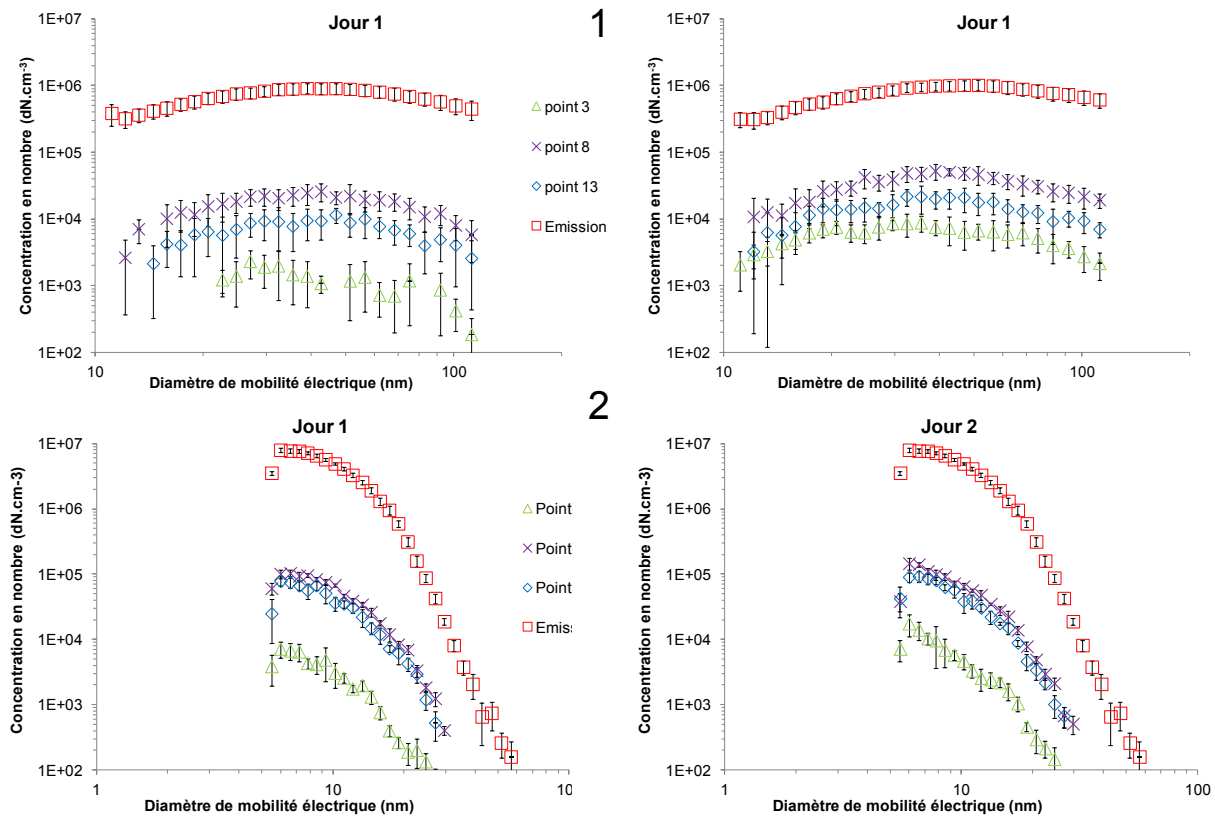 1
Jour 1
Concentration en nombre (dN.cm-3)
1E+07
1E+06
1E+05
1E+04
1E+03
1E+02
10
100
Diamètre de mobilité électrique (nm)
point 3
point 8
point 13
Emission
Jour 1
Concentration en nombre (dN.cm-3)
1E+07
1E+06
1E+05
1E+04
1E+03
1E+02
10
100
Diamètre de mobilité électrique (nm)
2
Jour 1
Concentration en nombre (dN.cm-3)
1E+07
1E+06
1E+05
1E+04
1E+03
1E+02
1
10
Diamètre de mobilité électrique (nm)
Point
Point
Point
Jour 2
Concentration en nombre (dN.cm-3)
1E+07
1E+06
1E+05
1E+04
1E+03
1E+02
1
10
100
Diamètre de mobilité électrique (nm)